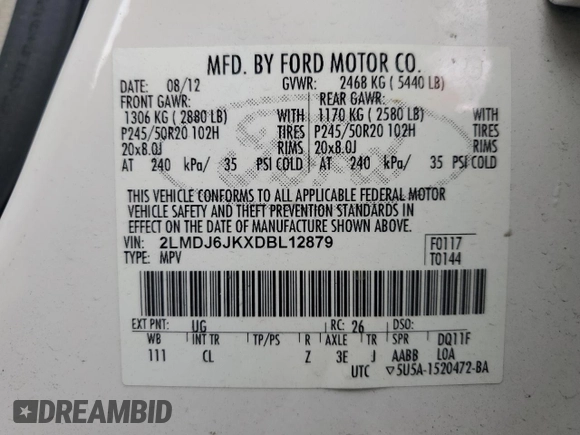 MFD. BY FORD MOTOR CO.
DATE: 08/12 GVWR: 2468 KG ( 5440 LB)
FRONT GAWR: REAR GAWR:
1306 KG ( 2880 LB) WITH 1170 KG ( 2580 LB) WITH
P245/50R20 102H TIRES P245/50R20 102H TIRES
20x8.0J RIMS 20x8.0J RIMS
AT 240 kPa/ 35 PSI COLD AT 240 kPa/ 35 PSI COLD
THIS VEHICLE CONFORMS TO ALL APPLICABLE FEDERAL MOTOR
VEHICLE SAFETY AND THEFT PREVENTION STANDARDS IN
EFFECT ON THE DATE OF MANUFACTURE SHOWN ABOVE.
VIN: 2LMDJ6JKXDBL12879 F0117
TYPE: MPV T0144
EXT PNT: UG RC: 26 DSO:
WB INT TR TP/PS R AXLE TR SPR DQ11F
111 CL Z 3E J AABB LOA
UTC ▽5U5A-1520472-BA
Ford
DREAMBID